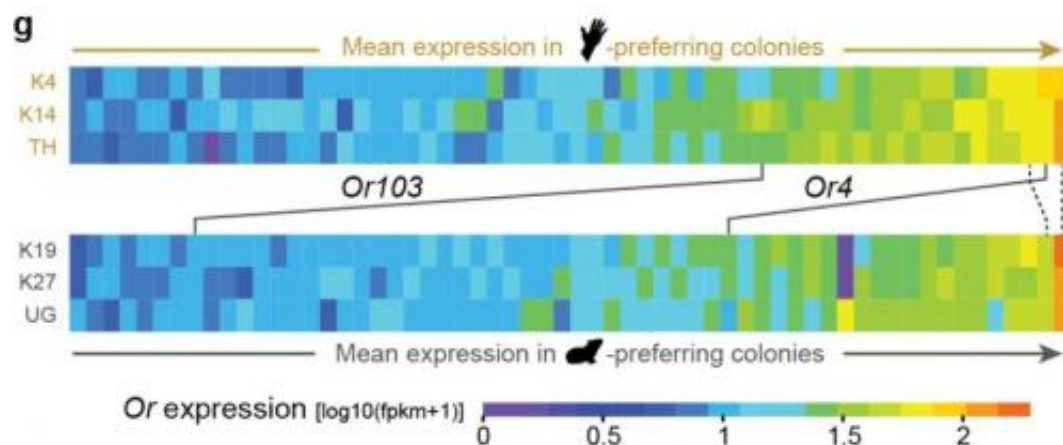 g
Mean expression in -preferring colonies
K4
K14
TH
Or103 Or4
K19
K27
UG
Mean expression in -preferring colonies
Or expression [log10(fpkm+1)]
0 0.5 1 1.5 2